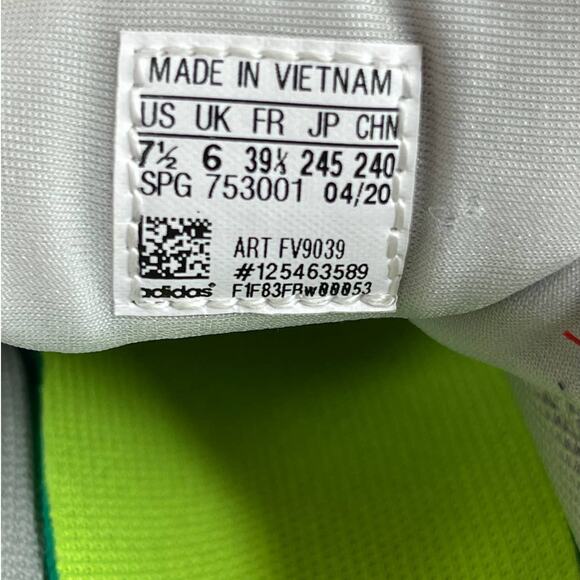 MADE IN VIETNAM
US UK FR JP CHN
7½ 6 39⅓ 245 240
SPG 753001 04/20
ART FV9039
#125463589
adidas